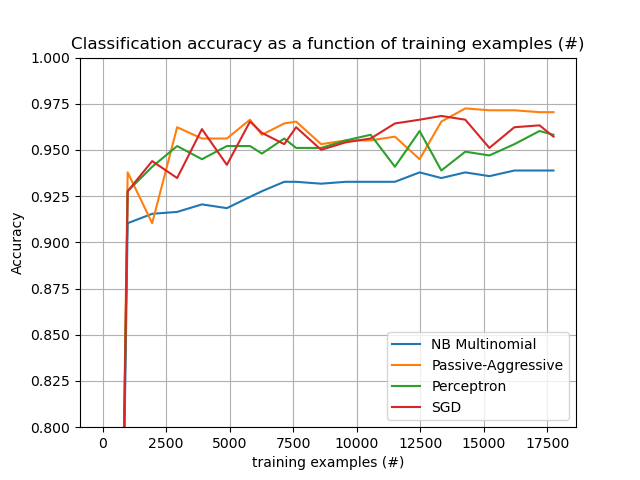 Classification accuracy as a function of training examples (#)
1.000
0.975
0.950
0.925
0.900
0.875
0.850
0.825
0.800
Accuracy
NB Multinomial
Passive-Aggressive
Perceptron
SGD
0 2500 5000 7500 10000 12500 15000 17500
training examples (#)